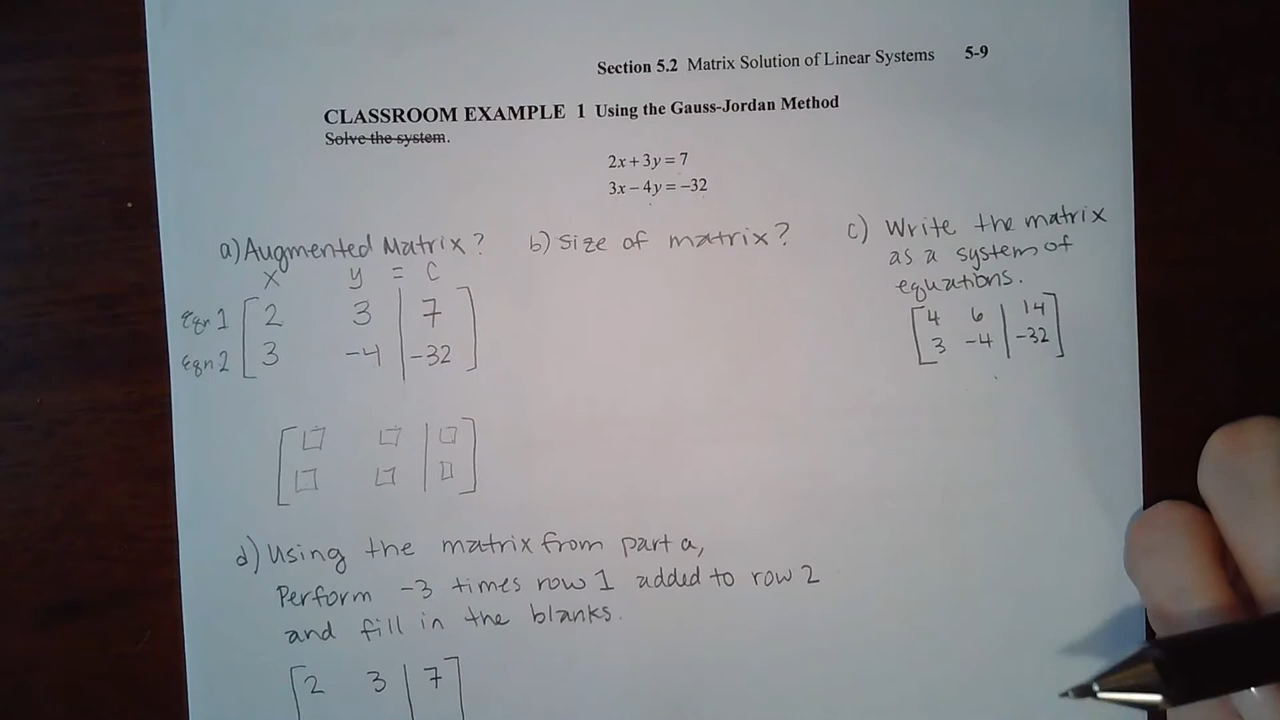 Section 5.2 Matrix Solution of Linear Systems 5-9
CLASSROOM EXAMPLE 1 Using the Gauss-Jordan Method
Solve the system.
2x + 3y = 7
3x – 4y = –32
a) Augmented Matrix?
x y = c
Eqn 1 [ 2 3 | 7 ]
Eqn 2 [ 3 -4 | -32 ]
b) Size of matrix?
c) Write the matrix
as a system of
equations.
[ 4 6 | 14 ]
[ 3 -4 | -32 ]
d) Using the matrix from part a,
Perform -3 times row 1 added to row 2
and fill in the blanks.
[ 2 3 | 7 ]